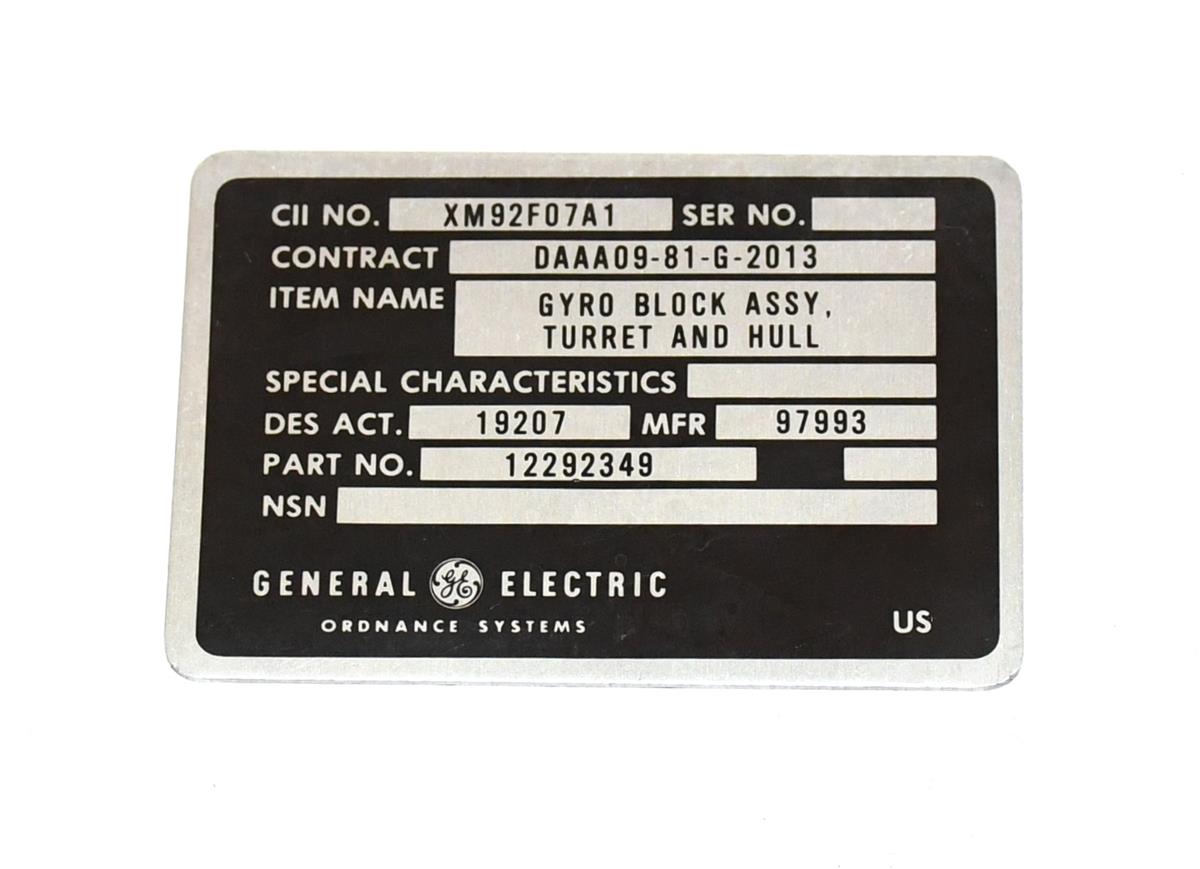 CII NO. XM92F07A1 SER NO.
CONTRACT DAAA09-81-G-2013
ITEM NAME GYRO BLOCK ASSY,
TURRET AND HULL
SPECIAL CHARACTERISTICS
DES ACT. 19207 MFR 97993
PART NO. 12292349
NSN
GENERAL GE ELECTRIC
ORDNANCE SYSTEMS
US